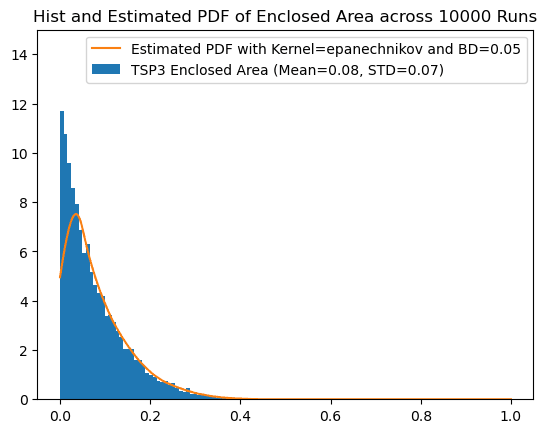 Hist and Estimated PDF of Enclosed Area across 10000 Runs
Estimated PDF with Kernel=epanechnikov and BD=0.05
TSP3 Enclosed Area (Mean=0.08, STD=0.07)
14
12
10
8
6
4
2
0
0.0 0.2 0.4 0.6 0.8 1.0